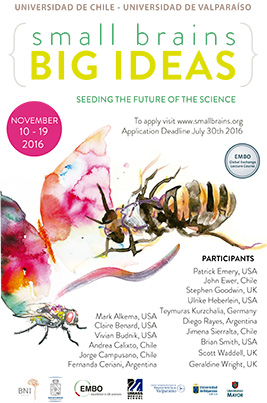 UNIVERSIDAD DE CHILE - UNIVERSIDAD DE VALPARAÍSO
small brains
BIG IDEAS
SEEDING THE FUTURE OF THE SCIENCE
NOVEMBER
10 - 19
2016
To apply visit www.smallbrains.org
Application Deadline July 30th 2016
EMBO
Global Exchange
Lecture Course
PARTICIPANTS
Patrick Emery, USA
John Ewer, Chile
Stephen Goodwin, UK
Ulrike Heberlein, USA
Teymuras Kurzchalia, Germany
Diego Rayes, Argentina
Jimena Sierralta, Chile
Brian Smith, USA
Scott Waddell, UK
Geraldine Wright, UK
Mark Alkema, USA
Claire Benard, USA
Vivian Budnik, USA
Andrea Calixto, Chile
Jorge Campusano, Chile
Fernanda Ceriani, Argentina
BNI
EMBO